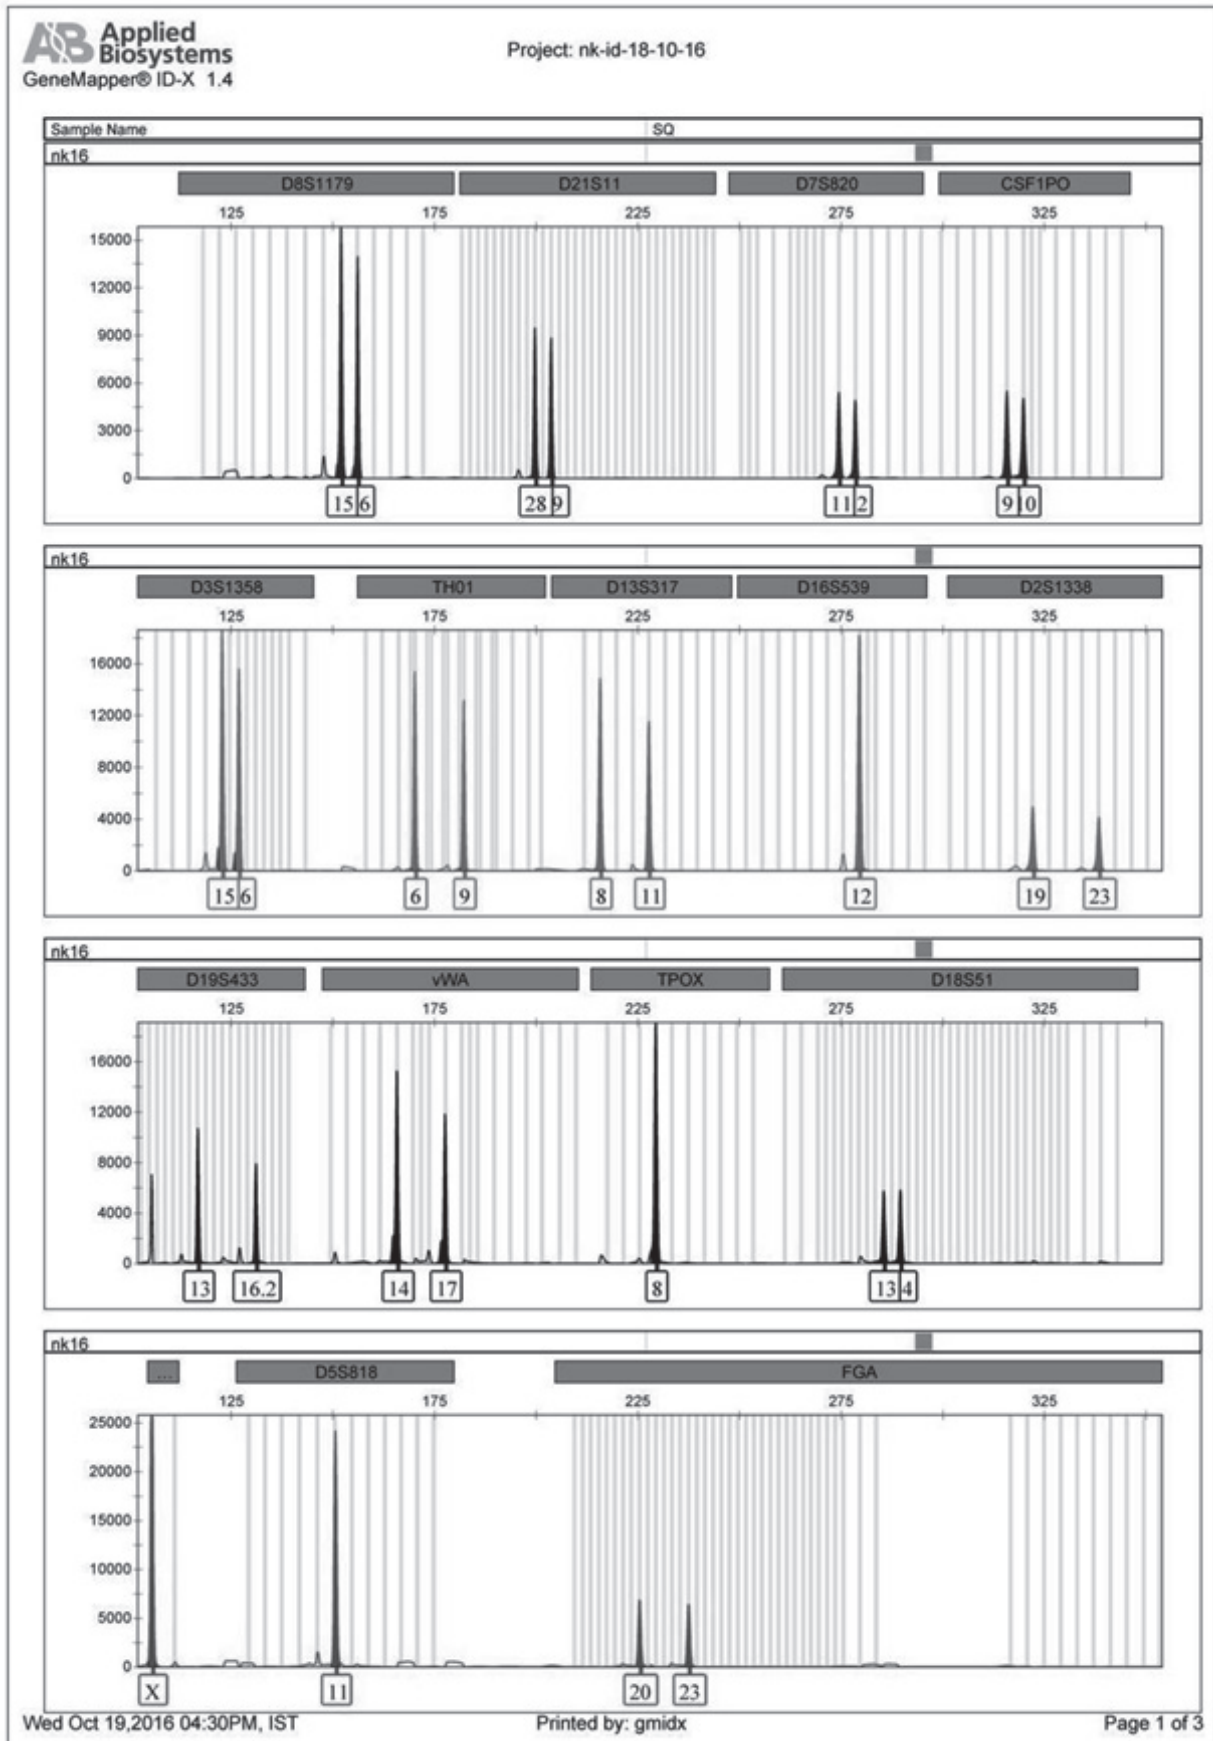 AB Applied Biosystems
GeneMapper® ID-X 1.4
Project: nk-id-18-10-16
Sample Name SQ
nk16
D8S1179 D21S11 D7S820 CSF1PO
125 175 225 275 325
15000
12000
9000
6000
3000
0
15 6 28 9 11 2 9 10
nk16
D3S1358 TH01 D13S317 D16S539 D2S1338
125 175 225 275 325
16000
12000
8000
4000
0
15 6 6 9 8 11 12 19 23
nk16
D19S433 vWA TPOX D18S51
125 175 225 275 325
16000
12000
8000
4000
0
13 16.2 14 17 8 13 4
nk16
... D5S818 FGA
125 175 225 275 325
25000
20000
15000
10000
5000
0
X 11 20 23
Wed Oct 19,2016 04:30PM, IST Printed by: gmidx Page 1 of 3